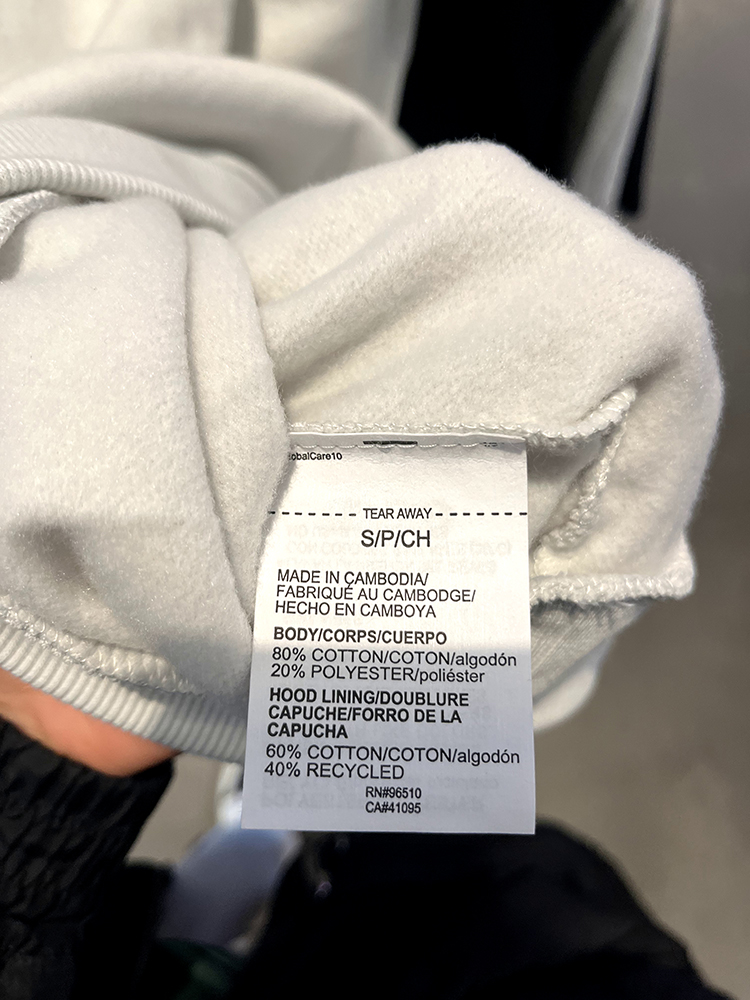 obalCare10
TEAR AWAY
S/P/CH
MADE IN CAMBODIA/
FABRIQUÉ AU CAMBODGE/
HECHO EN CAMBOYA
BODY/CORPS/CUERPO
80% COTTON/COTON/algodón
20% POLYESTER/poliéster
HOOD LINING/DOUBLURE
CAPUCHE/FORRO DE LA
CAPUCHA
60% COTTON/COTON/algodón
40% RECYCLED
RN#96510
CA#41095